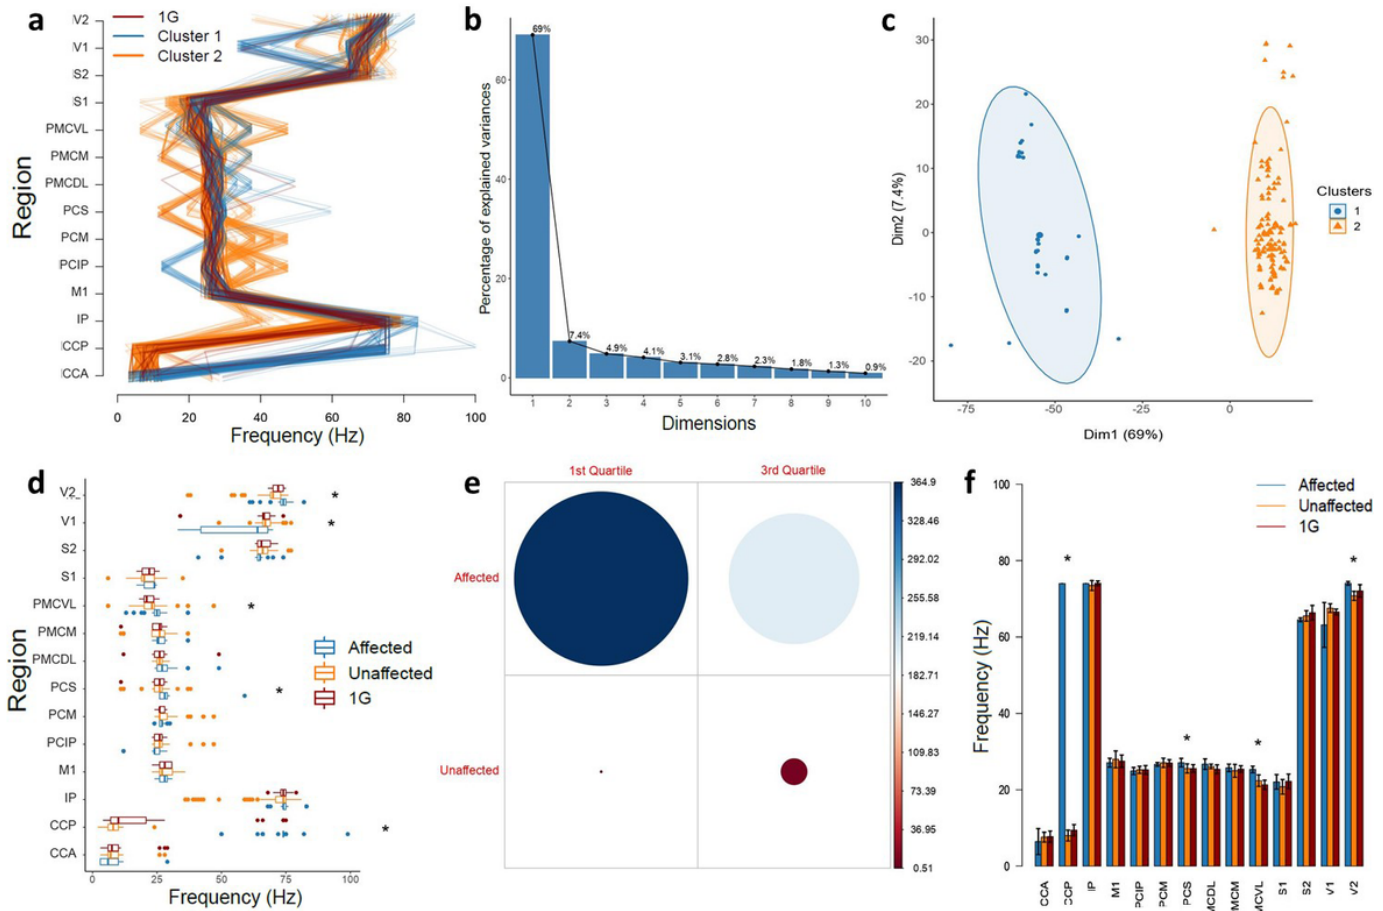 a
1G
Cluster 1
Cluster 2
V2
V1
S2
S1
PMCVL
PMCM
PMCDL
PCS
PCM
PCIP
M1
IP
CCP
CCA
Region
0 20 40 60 80 100
Frequency (Hz)
b
69%
7.4%
4.9%
4.1%
3.1%
2.8%
2.3%
1.8%
1.3%
0.9%
Percentage of explained variances
60
40
20
0
1 2 3 4 5 6 7 8 9 10
Dimensions
c
30
20
10
0
-10
-20
Dim2 (7.4%)
-75 -50 -25 0
Dim1 (69%)
Clusters
1
2
d
V2
V1
S2
S1
PMCVL
PMCM
PMCDL
PCS
PCM
PCIP
M1
IP
CCP
CCA
Region
* * * * *
Affected
Unaffected
1G
0 25 50 75 100
Frequency (Hz)
e
1st Quartile 3rd Quartile
Affected
Unaffected
364.9
328.46
292.02
255.58
219.14
182.71
146.27
109.83
73.39
36.95
0.51
f
Affected
Unaffected
1G
100
80
60
40
20
0
Frequency (Hz)
* * * *
CCA CCP IP M1 PCIP PCM PCS MCDL MCM MCVL S1 S2 V1 V2